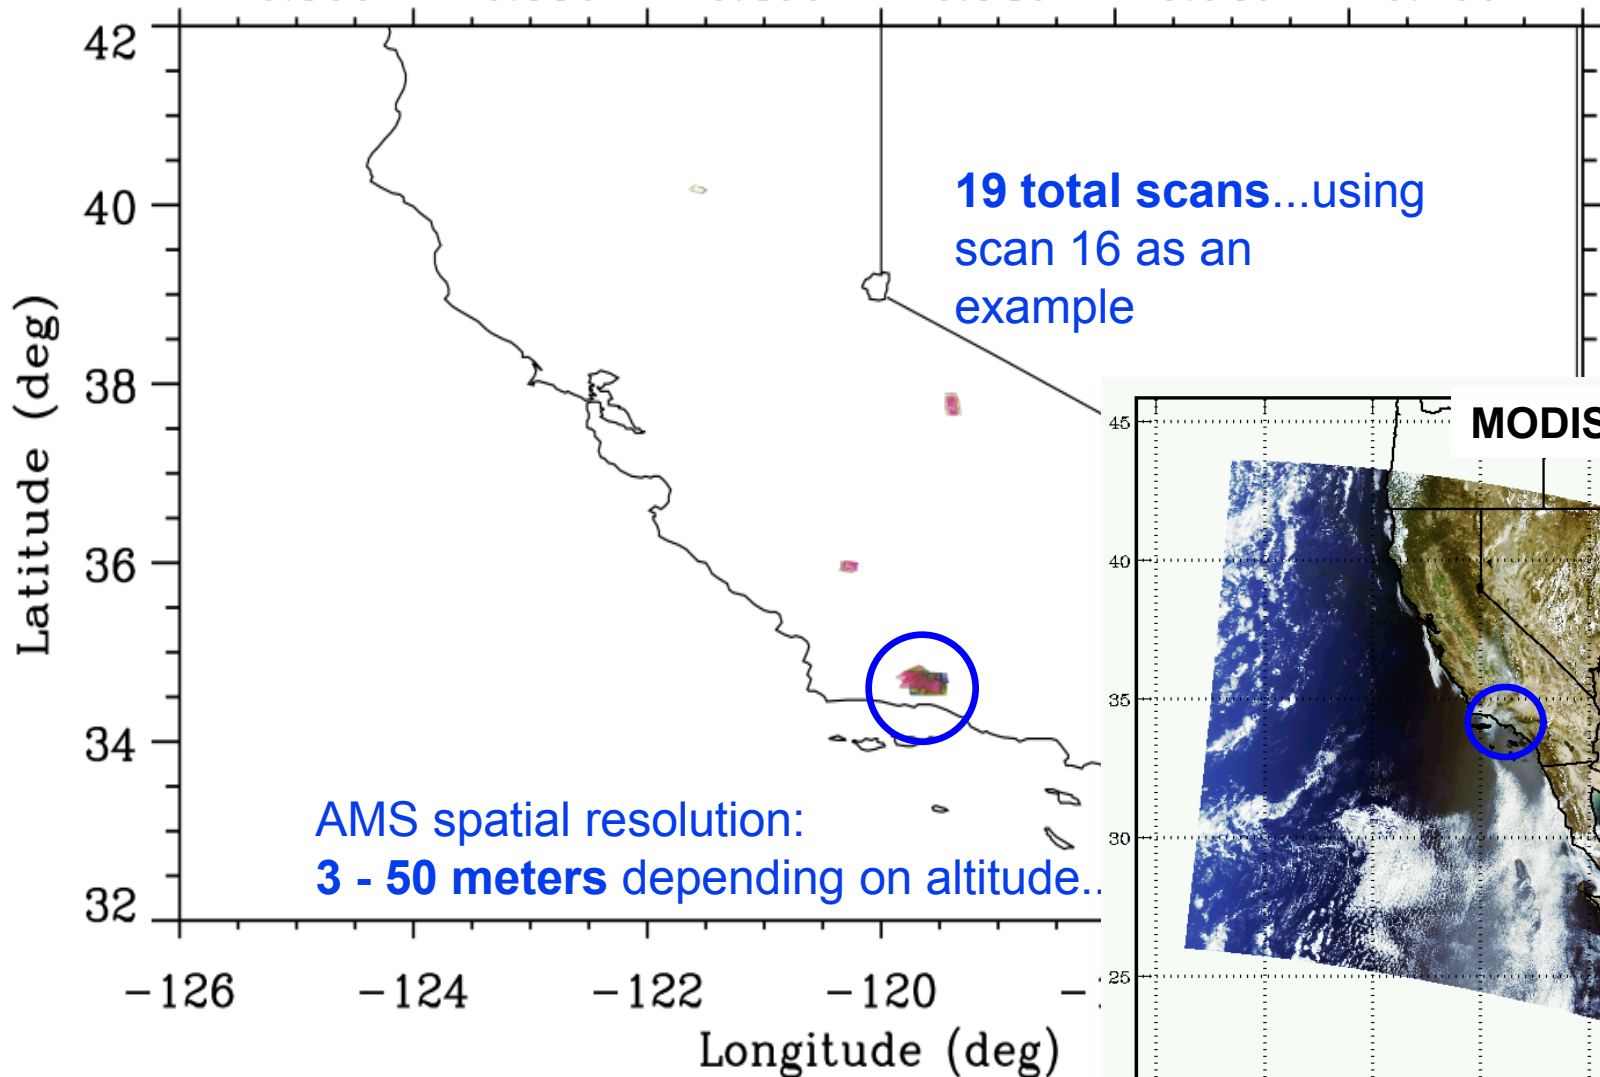 42
40
38
36
34
32
Latitude (deg)
19 total scans...using
scan 16 as an
example
AMS spatial resolution:
3 - 50 meters depending on altitude..
-126
-124
-122
-120
Longitude (deg)
MODIS
45
40
35
30
25